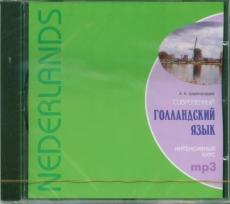 NEDERLANDS
СОВРЕМЕННЫЙ
ГОЛЛАНДСКИЙ
ЯЗЫК
ИНТЕНСИВНЫЙ
КУРС
mp3